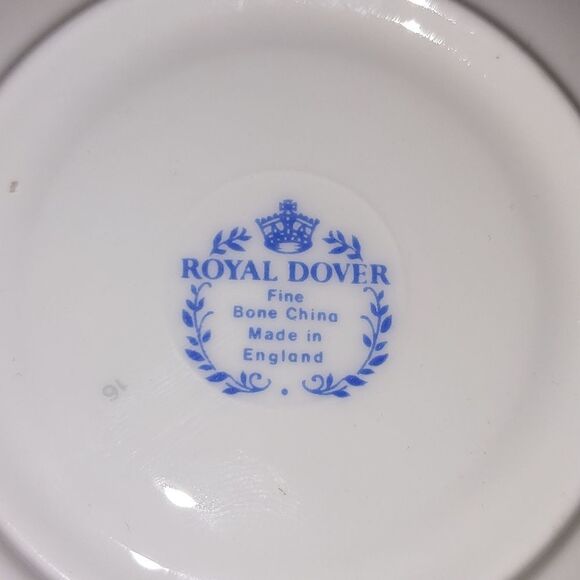 ROYAL DOVER
Fine
Bone China
Made in
England
16